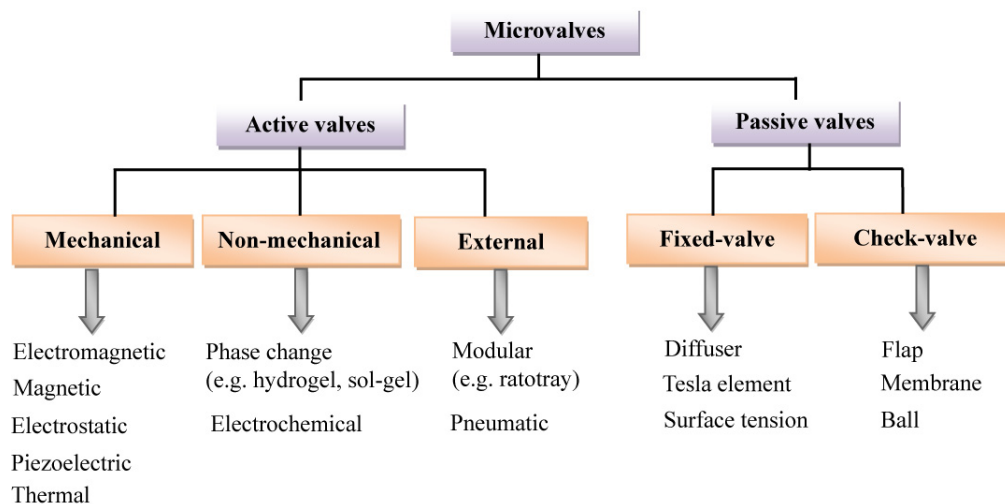 Microvalves
Active valves
Passive valves
Mechanical
Non-mechanical
External
Fixed-valve
Check-valve
Electromagnetic
Magnetic
Electrostatic
Piezoelectric
Thermal
Phase change
(e.g. hydrogel, sol-gel)
Electrochemical
Modular
(e.g. ratotray)
Pneumatic
Diffuser
Tesla element
Surface tension
Flap
Membrane
Ball